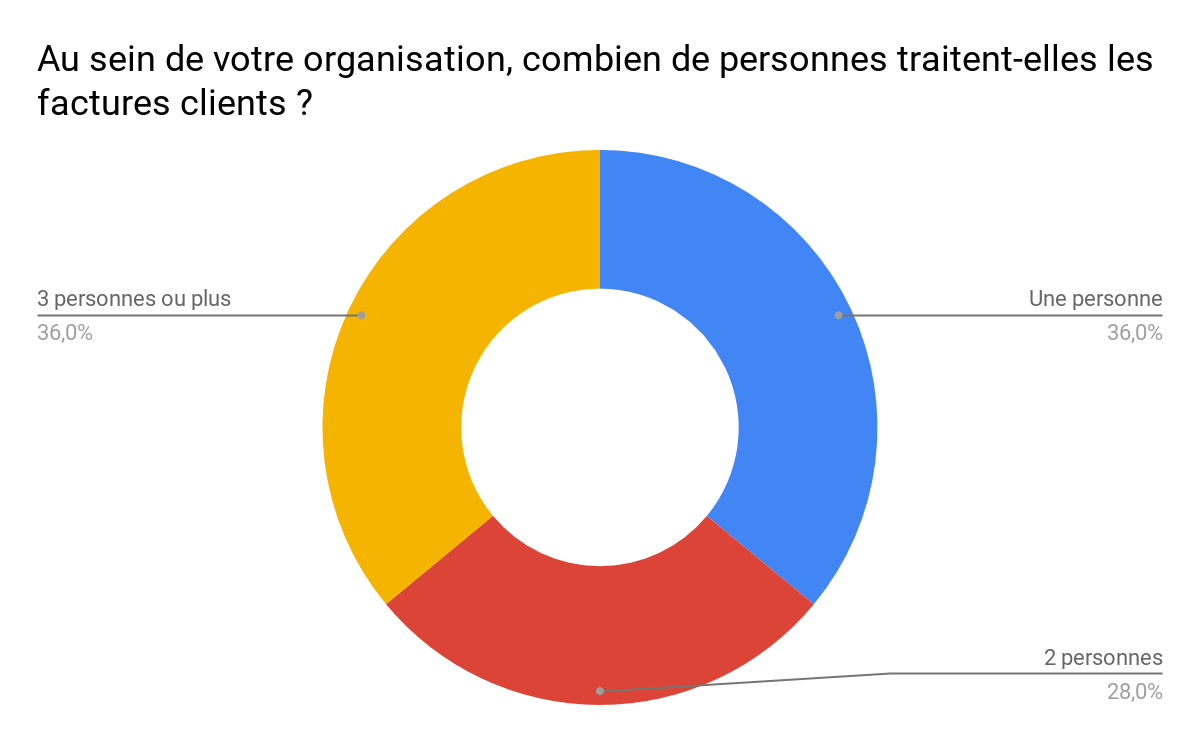 Au sein de votre organisation, combien de personnes traitent-elles les
factures clients ?
3 personnes ou plus
36,0%
Une personne
36,0%
2 personnes
28,0%